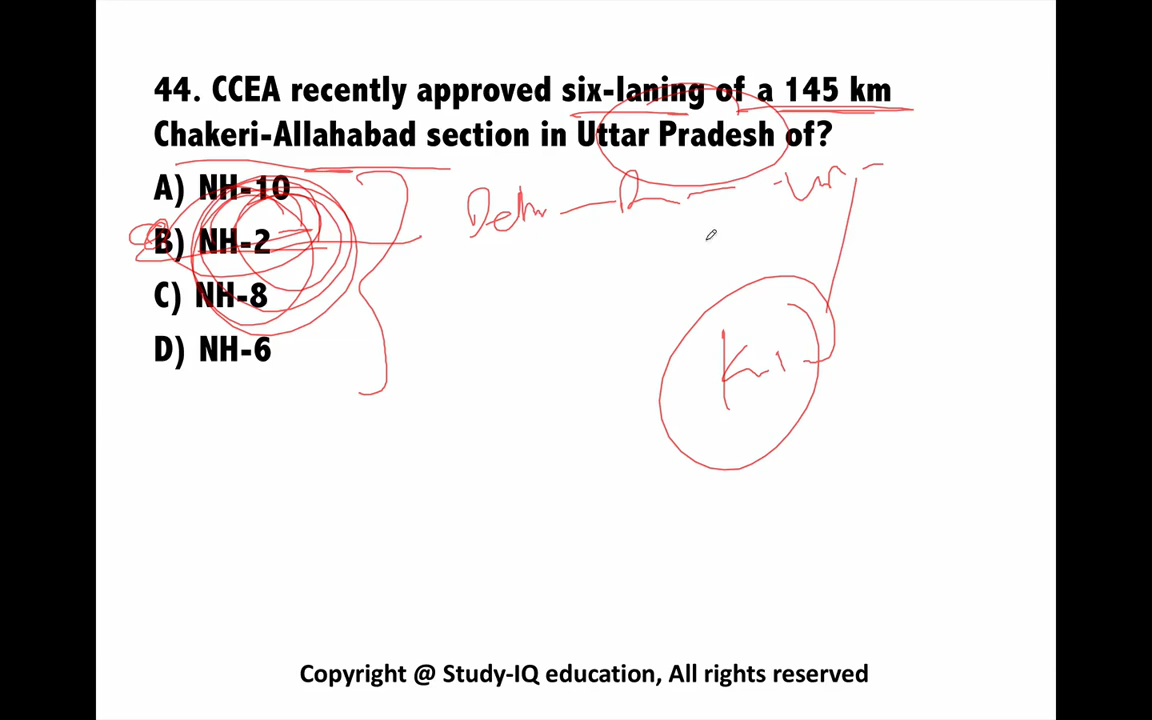 44. CCEA recently approved six-laning of a 145 km
Chakeri-Allahabad section in Uttar Pradesh of?
A) NH-10
B) NH-2
C) NH-8
D) NH-6
Copyright @ Study-IQ education, All rights reserved